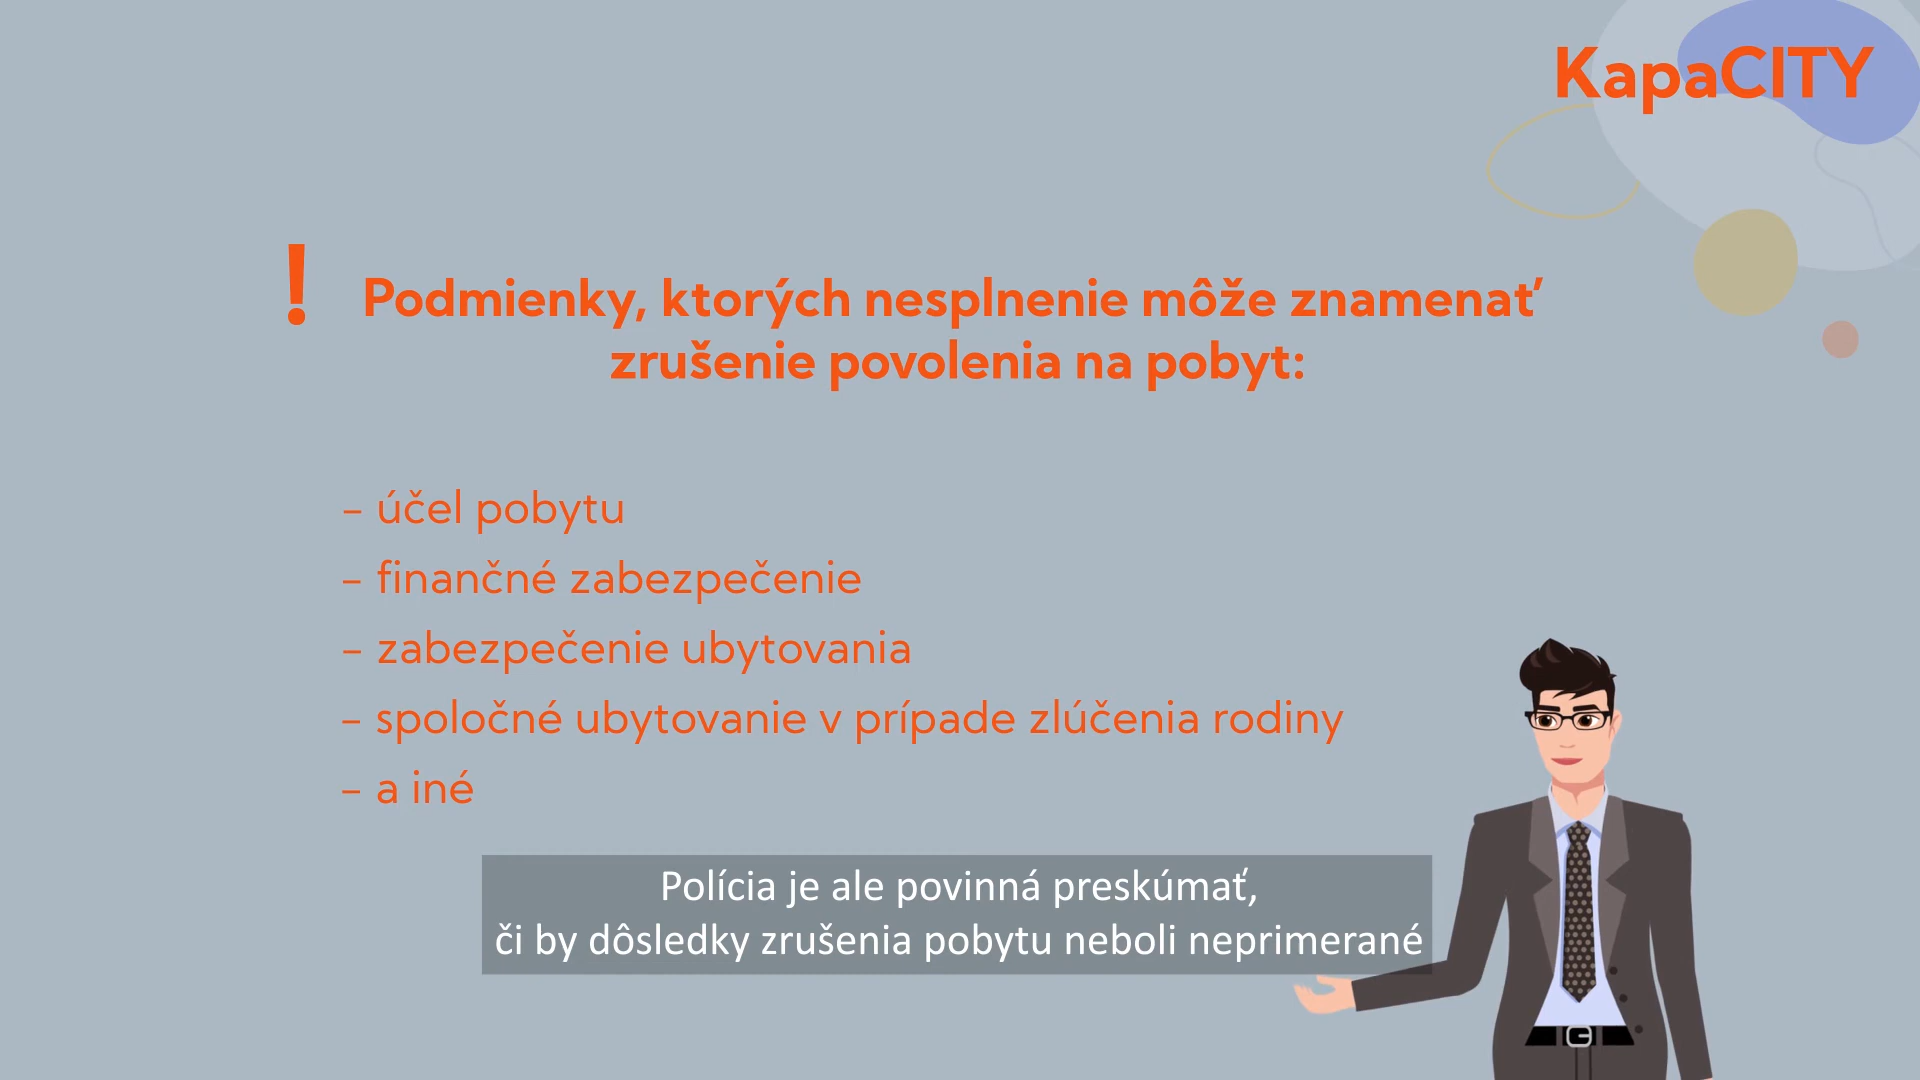 KapaCITY
!
Podmienky, ktorých nesplnenie môže znamenať
zrušenie povolenia na pobyt:
- účel pobytu
- finančné zabezpečenie
- zabezpečenie ubytovania
- spoločné ubytovanie v prípade zlúčenia rodiny
- a iné
Polícia je ale povinná preskúmať,
či by dôsledky zrušenia pobytu neboli neprimerané